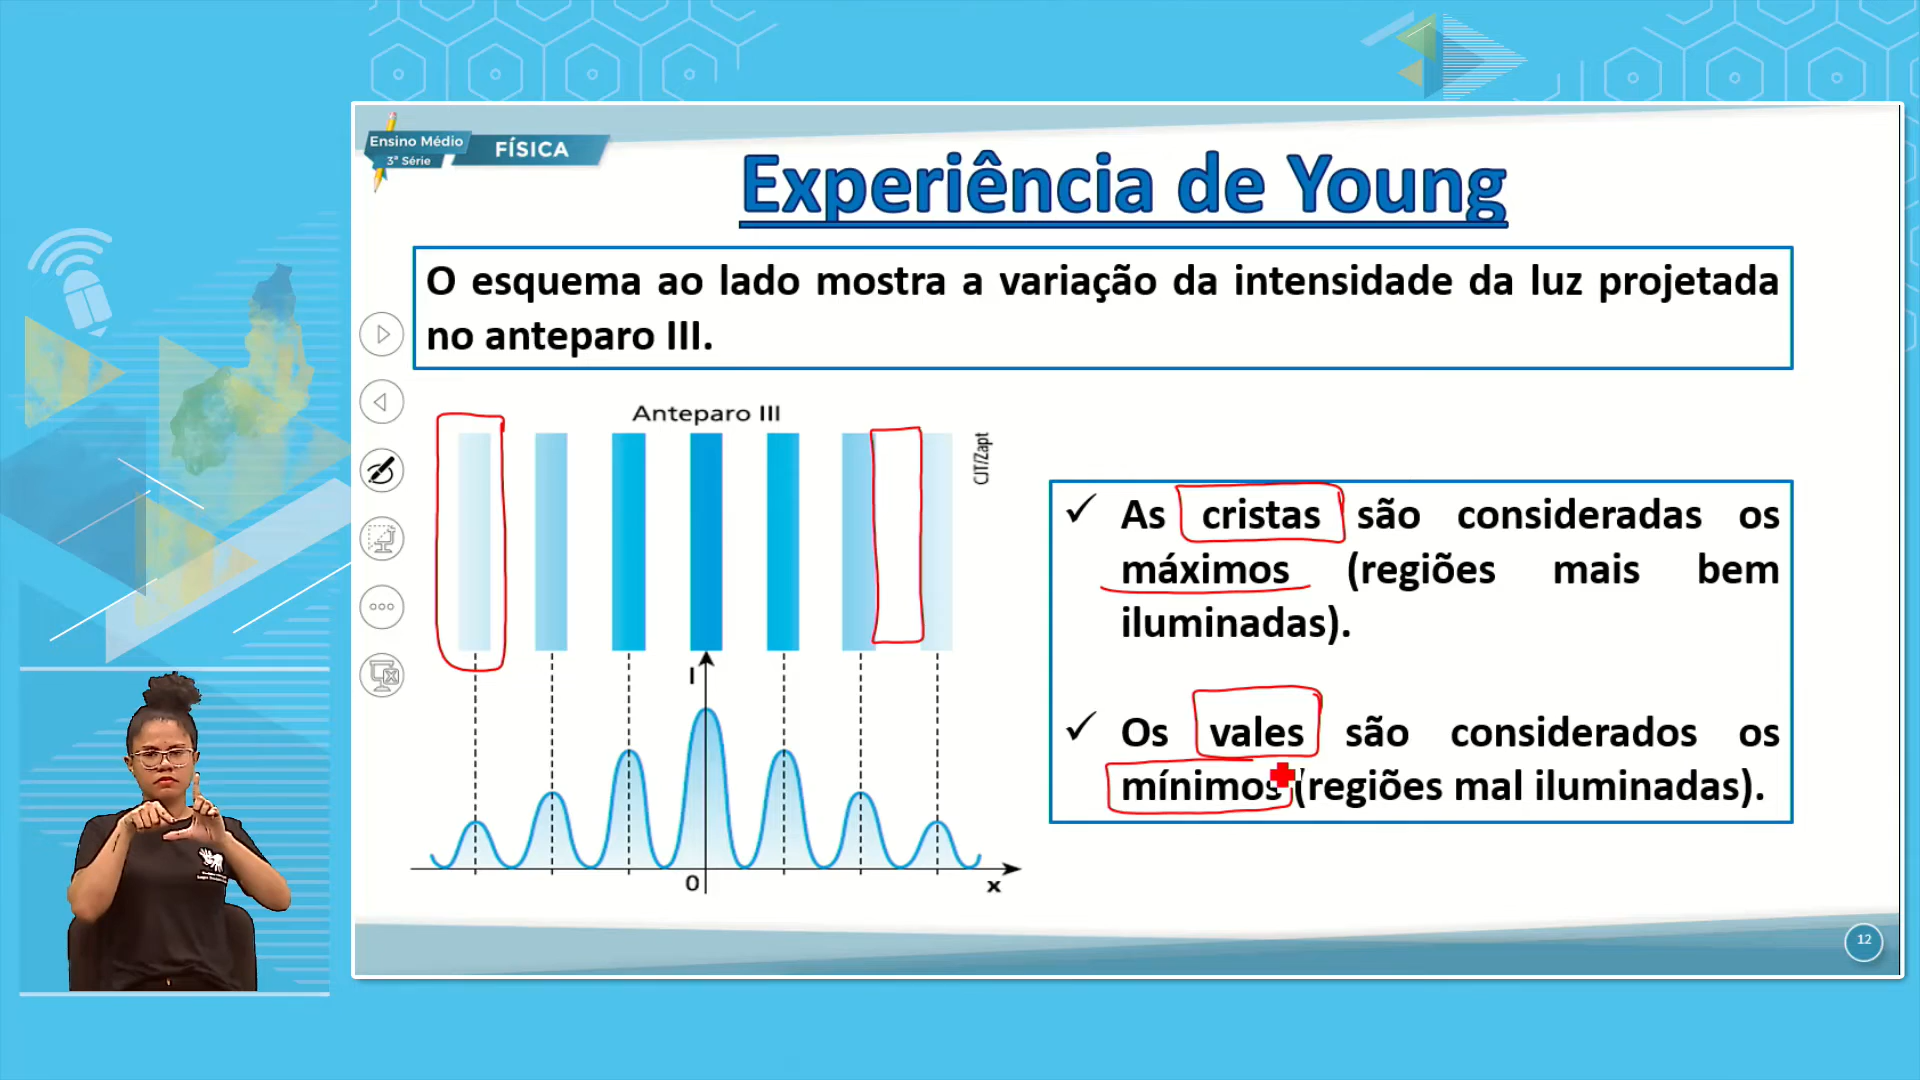 Ensino Médio
3ª Série
FÍSICA
Experiência de Young
O esquema ao lado mostra a variação da intensidade da luz projetada
no anteparo III.
Anteparo III
CJT/Zapt
I
0
x
✓ As cristas são consideradas os
máximos (regiões mais bem
iluminadas).
✓ Os vales são considerados os
mínimos (regiões mal iluminadas).
12